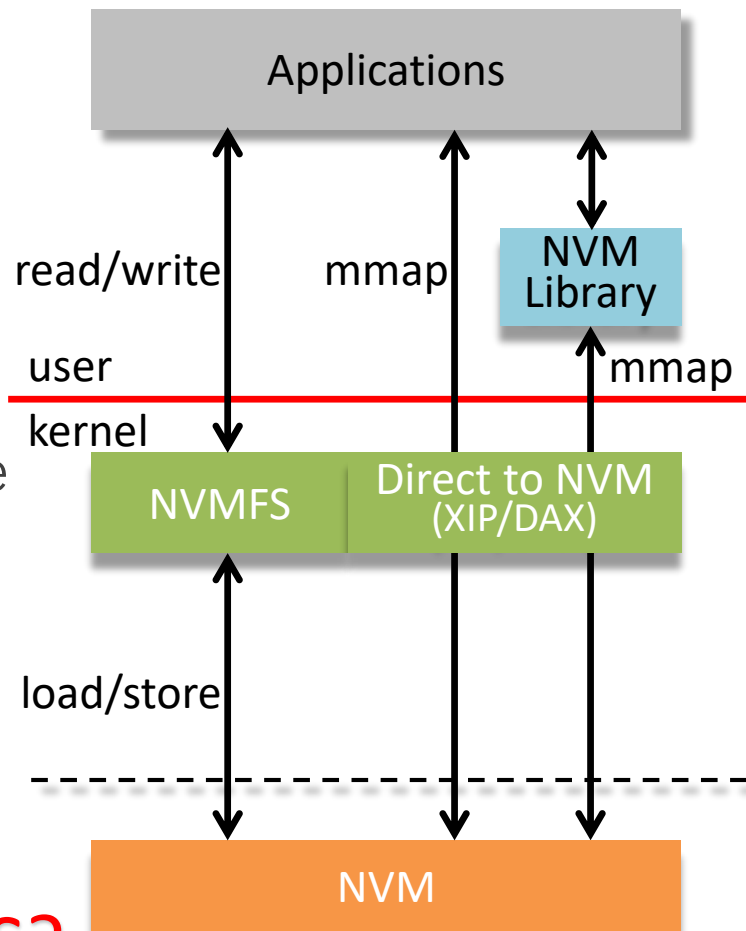 Applications
read/write
mmap
NVM
Library
user
mmap
kernel
NVMFS
Direct to NVM
(XIP/DAX)
load/store
NVM